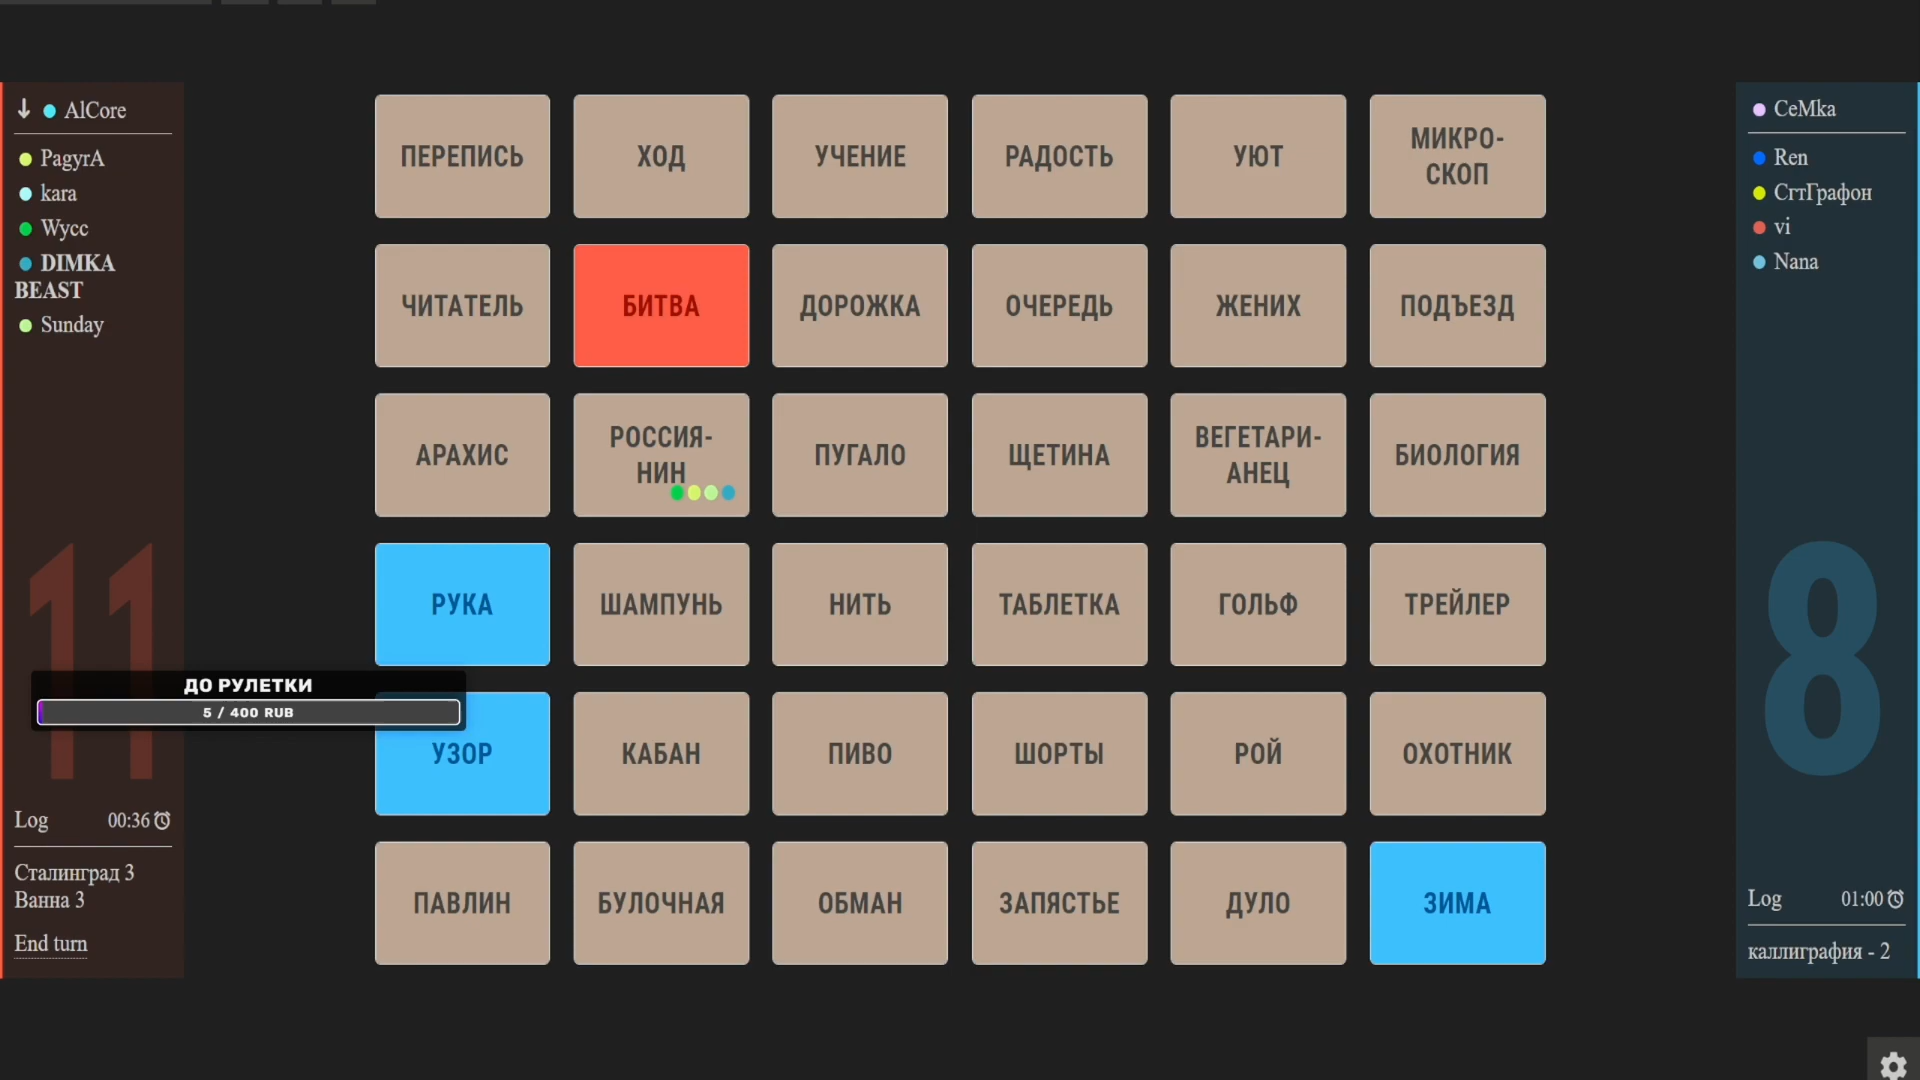 AlCore
PagyrA
kara
Wycc
DIMKA
BEAST
Sunday
11
ДО РУЛЕТКИ
5 / 400 RUB
Log 00:36
Сталинград 3
Ванна 3
End turn
ПЕРЕПИСЬ ХОД УЧЕНИЕ РАДОСТЬ УЮТ МИКРО-
СКОП
ЧИТАТЕЛЬ БИТВА ДОРОЖКА ОЧЕРЕДЬ ЖЕНИХ ПОДЪЕЗД
АРАХИС РОССИЯ-
НИН ПУГАЛО ЩЕТИНА ВЕГЕТАРИ-
АНЕЦ БИОЛОГИЯ
РУКА ШАМПУНЬ НИТЬ ТАБЛЕТКА ГОЛЬФ ТРЕЙЛЕР
УЗОР КАБАН ПИВО ШОРТЫ РОЙ ОХОТНИК
ПАВЛИН БУЛОЧНАЯ ОБМАН ЗАПЯСТЬЕ ДУЛО ЗИМА
CeMka
Ren
СгтГрафон
vi
Nana
8
Log 01:00
каллиграфия - 2